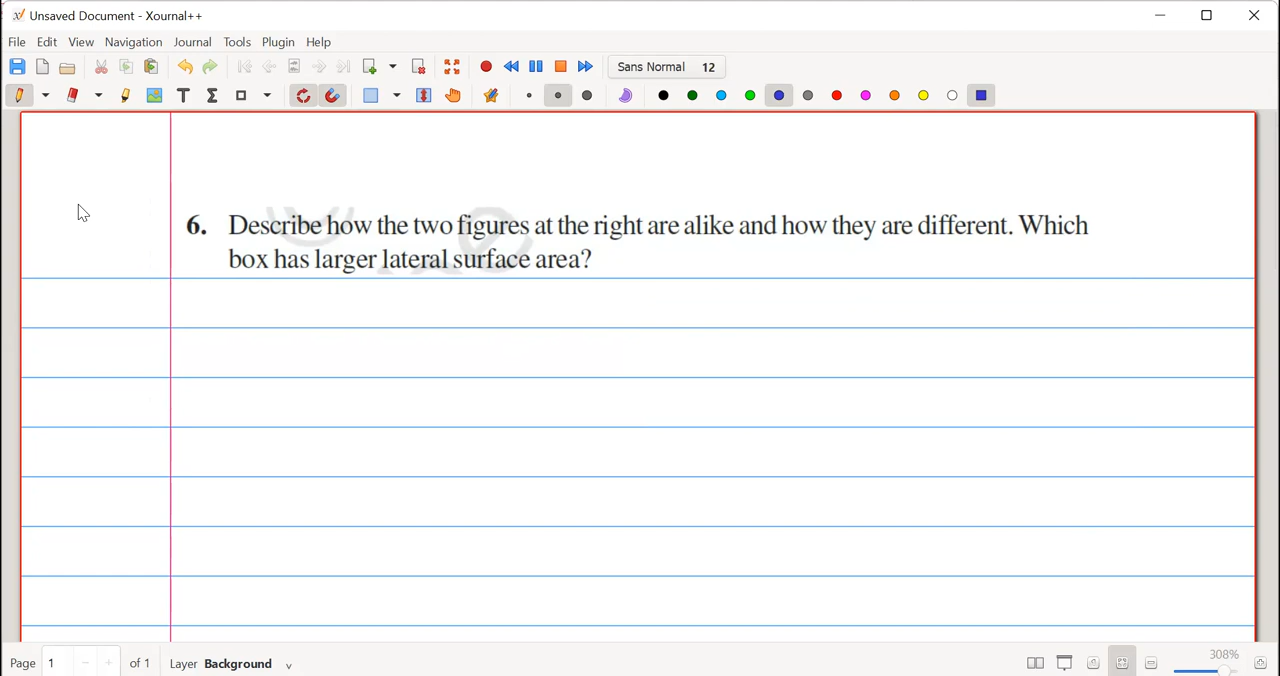 Unsaved Document - Xournal++
File Edit View Navigation Journal Tools Plugin Help
Sans Normal 12
6. Describe how the two figures at the right are alike and how they are different. Which
box has larger lateral surface area?
Page 1 of 1 Layer Background 308%